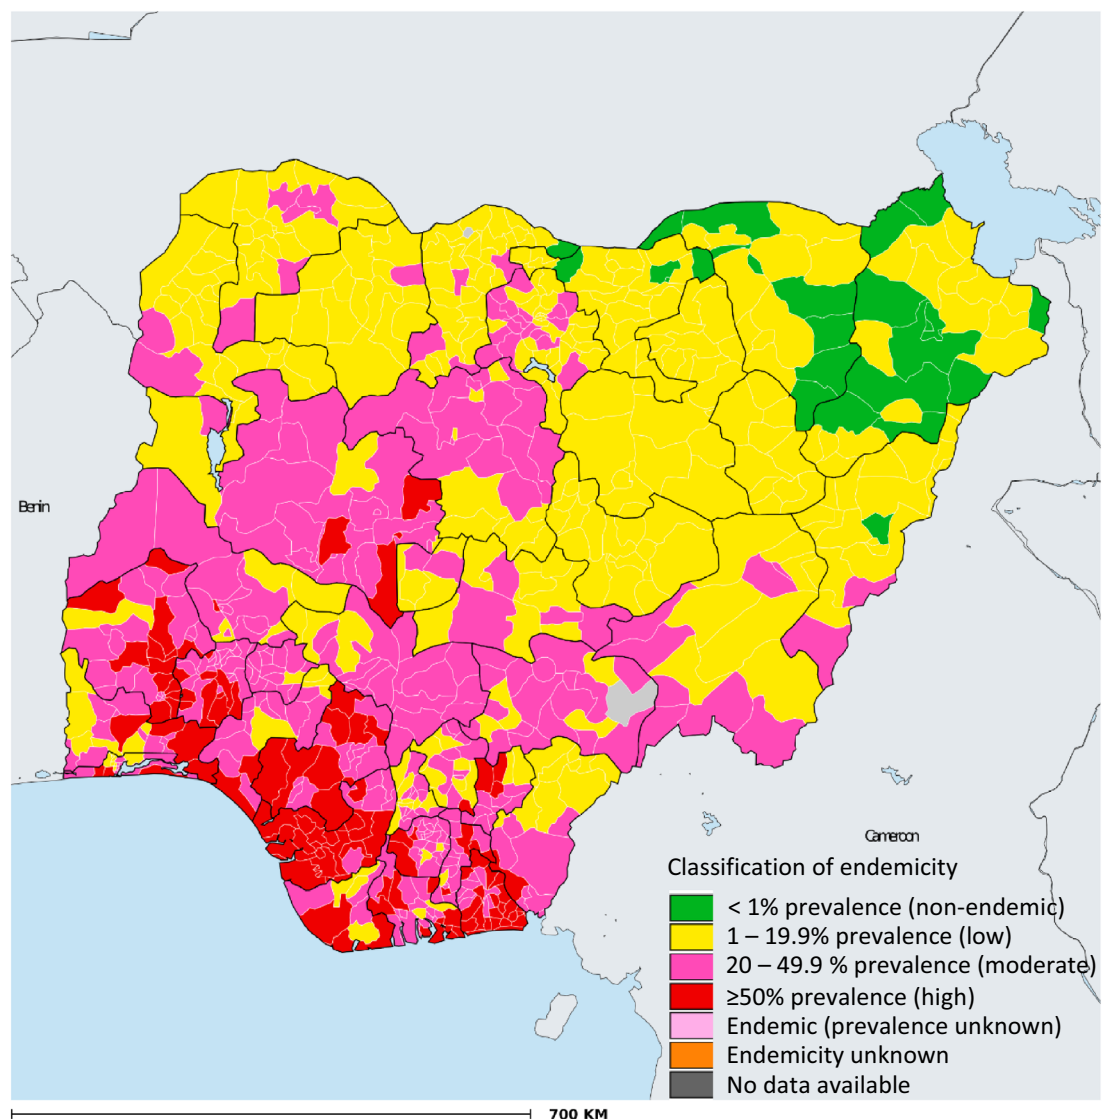 Benin
Cameroon
Classification of endemicity
< 1% prevalence (non-endemic)
1 – 19.9% prevalence (low)
20 – 49.9 % prevalence (moderate)
≥50% prevalence (high)
Endemic (prevalence unknown)
Endemicity unknown
No data available
700 KM